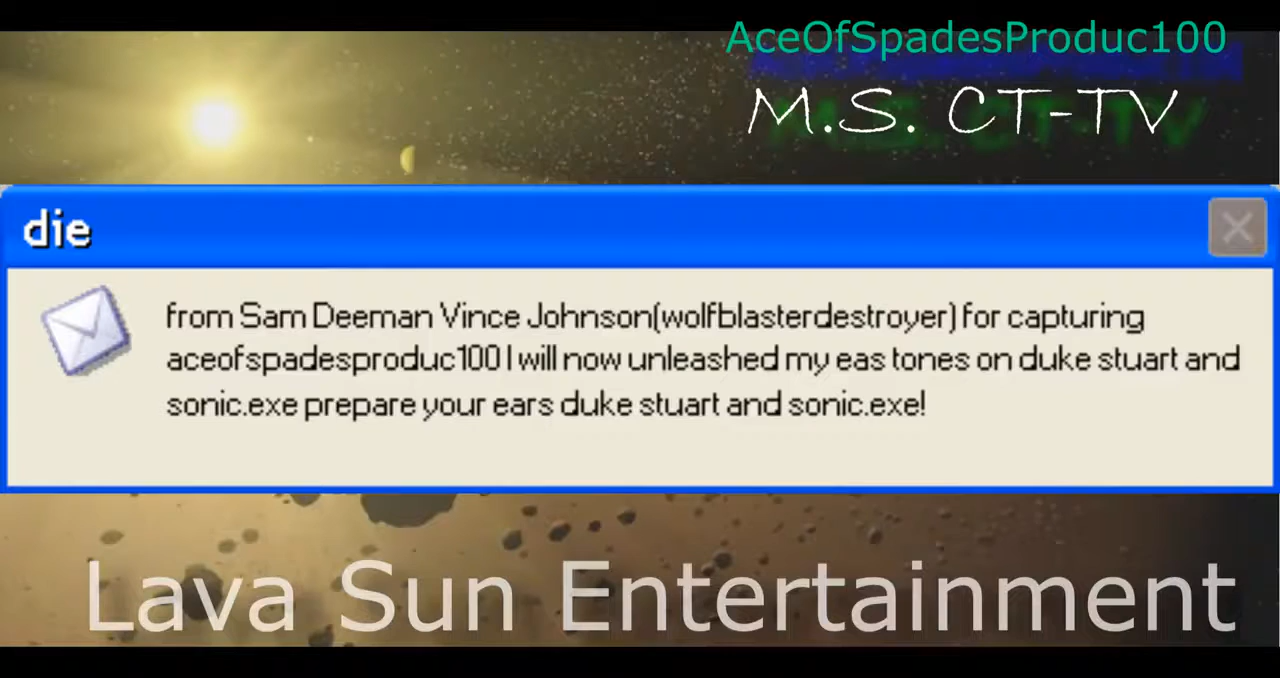 AceOfSpadesProduc100
M.S. CT-TV
die
from Sam Deeman Vince Johnson(wolfblasterdestroyer) for capturing
aceofspadesproduc100 I will now unleashed my eas tones on duke stuart and
sonic.exe prepare your ears duke stuart and sonic.exe!
Lava Sun Entertainment